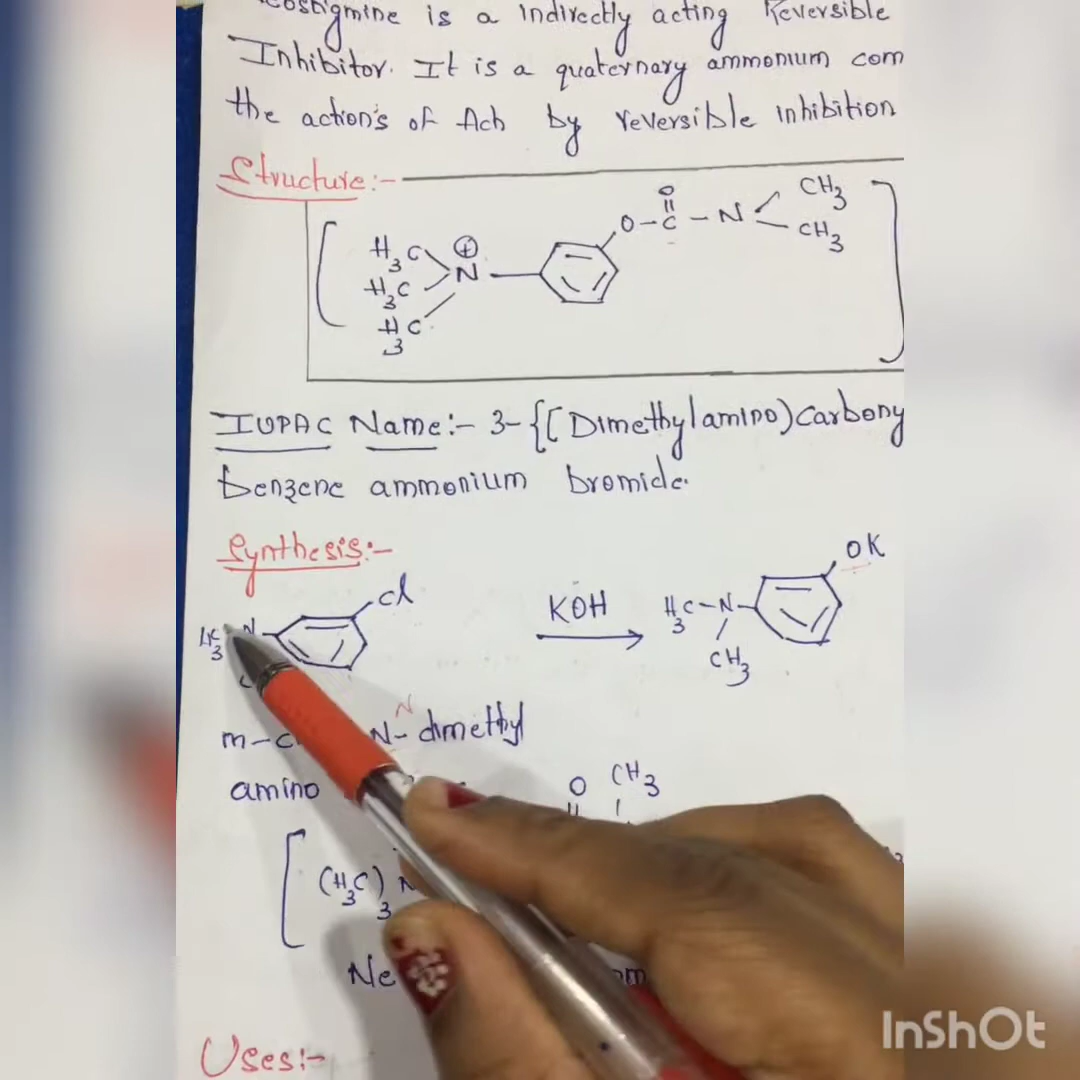 is a indirectly acting Reversible
Inhibitor. It is a quaternary ammonium com
the action's of Ach by reversible inhibition
Structure:-
O
CH3
O-C-N
CH3
H3C ⊕
N
H3C
H3C
IUPAC Name:- 3-{[Dimethylamino)carbony
benzene ammonium bromide.
Synthesis:-
OK
Cl
KOH
H3C-N
CH3
N
m-
N-dimethyl
amino
O CH3
(H3C)3 N
Ne
Uses:-
InShOt